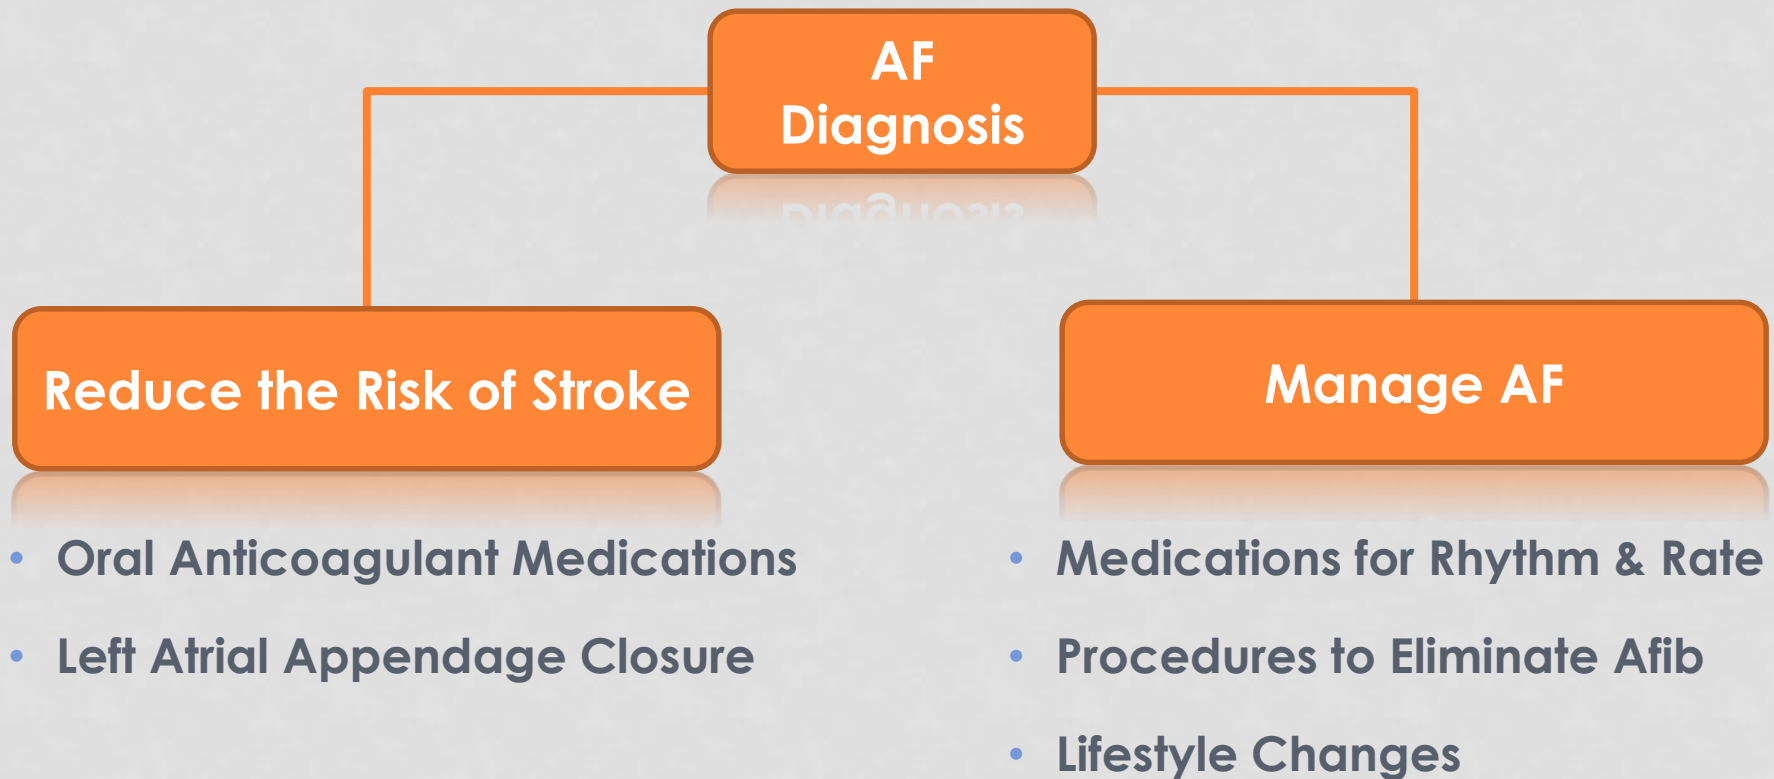 AF
Diagnosis
Reduce the Risk of Stroke
• Oral Anticoagulant Medications
• Left Atrial Appendage Closure
Manage AF
• Medications for Rhythm & Rate
• Procedures to Eliminate Afib
• Lifestyle Changes